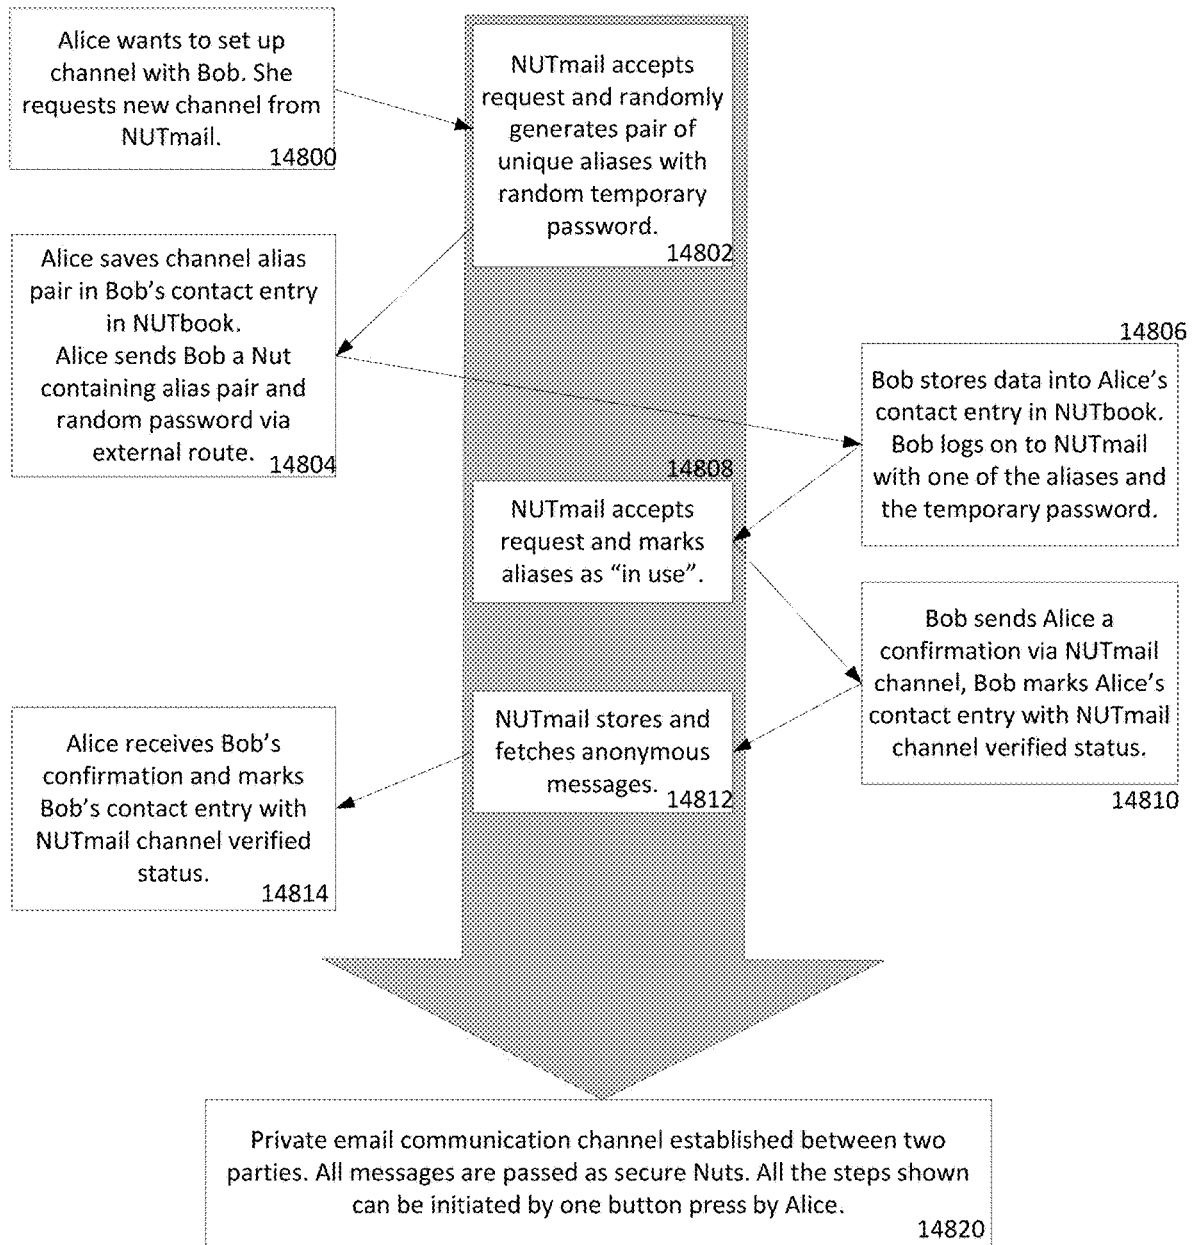 Alice wants to set up
channel with Bob. She
requests new channel from
NUTmail.
14800
NUTmail accepts
request and randomly
generates pair of
unique aliases with
random temporary
password.
14802
Alice saves channel alias
pair in Bob's contact entry
in NUTbook.
Alice sends Bob a Nut
containing alias pair and
random password via
external route.
14804
14806
Bob stores data into Alice's
contact entry in NUTbook.
Bob logs on to NUTmail
with one of the aliases and
the temporary password.
14808
NUTmail accepts
request and marks
aliases as “in use”.
Bob sends Alice a
confirmation via NUTmail
channel, Bob marks Alice's
contact entry with NUTmail
channel verified status.
14810
NUTmail stores and
fetches anonymous
messages.
14812
Alice receives Bob's
confirmation and marks
Bob's contact entry with
NUTmail channel verified
status.
14814
Private email communication channel established between two
parties. All messages are passed as secure Nuts. All the steps shown
can be initiated by one button press by Alice.
14820